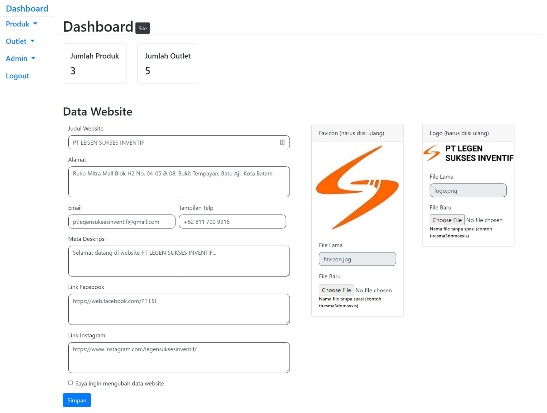 Dashboard
Produk
Outlet
Admin
Logout
Dashboard Site
Jumlah Produk
3
Jumlah Outlet
5
Data Website
Judul Website
PT LEGEN SUKSES INVENTIF
Alamat
Ruko Mitra Mall Blok H2 No. 04-05 & 08, Bukit Tempayan, Batu Aji, Kota Batam
Email
ptlegensuksesinventif@gmail.com
Tampilan Telp
+62 811 700 9316
Meta Deskripsi
Selamat datang di website PT LEGEN SUKSES INVENTIF...
Link Facebook
https://web.facebook.com/PT.LSI
Link Instagram
https://www.instagram.com/legensuksesinventif/
Saya ingin mengubah data website
Simpan
Favicon (harus diisi ulang)
File Lama
favicon.jpg
File Baru
Choose File No file chosen
Nama file tanpa spasi (contoh:
Logo (harus diisi ulang)
PT LEGEN
SUKSES INVENTIF
File Lama
logo.png
File Baru
Choose File No file chosen
Nama file tanpa spasi (contoh: